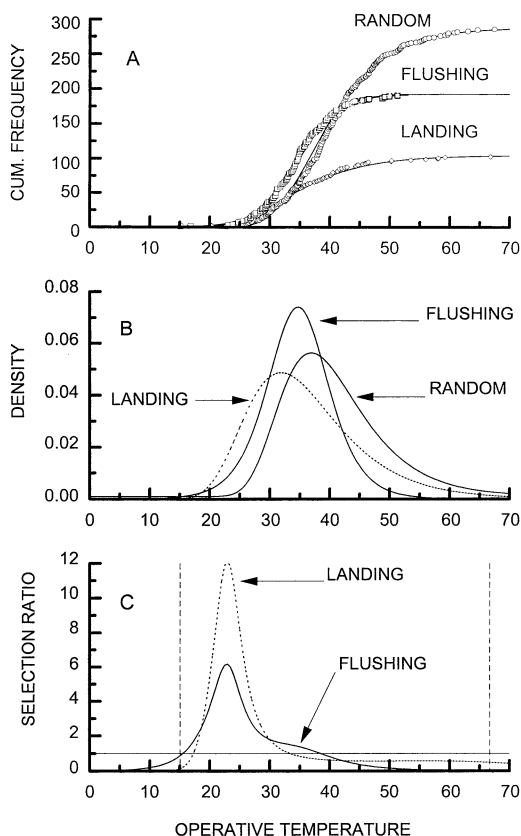 RANDOM
300
A
250
FLUSHING
200
150
LANDING
100
50
0
CUM. FREQUENCY
0 10 20 30 40 50 60 70
0.08
B
FLUSHING
0.06
LANDING
RANDOM
0.04
0.02
0.00
DENSITY
0 10 20 30 40 50 60 70
12
LANDING
C
10
8
FLUSHING
6
4
2
0
SELECTION RATIO
0 10 20 30 40 50 60 70
OPERATIVE TEMPERATURE